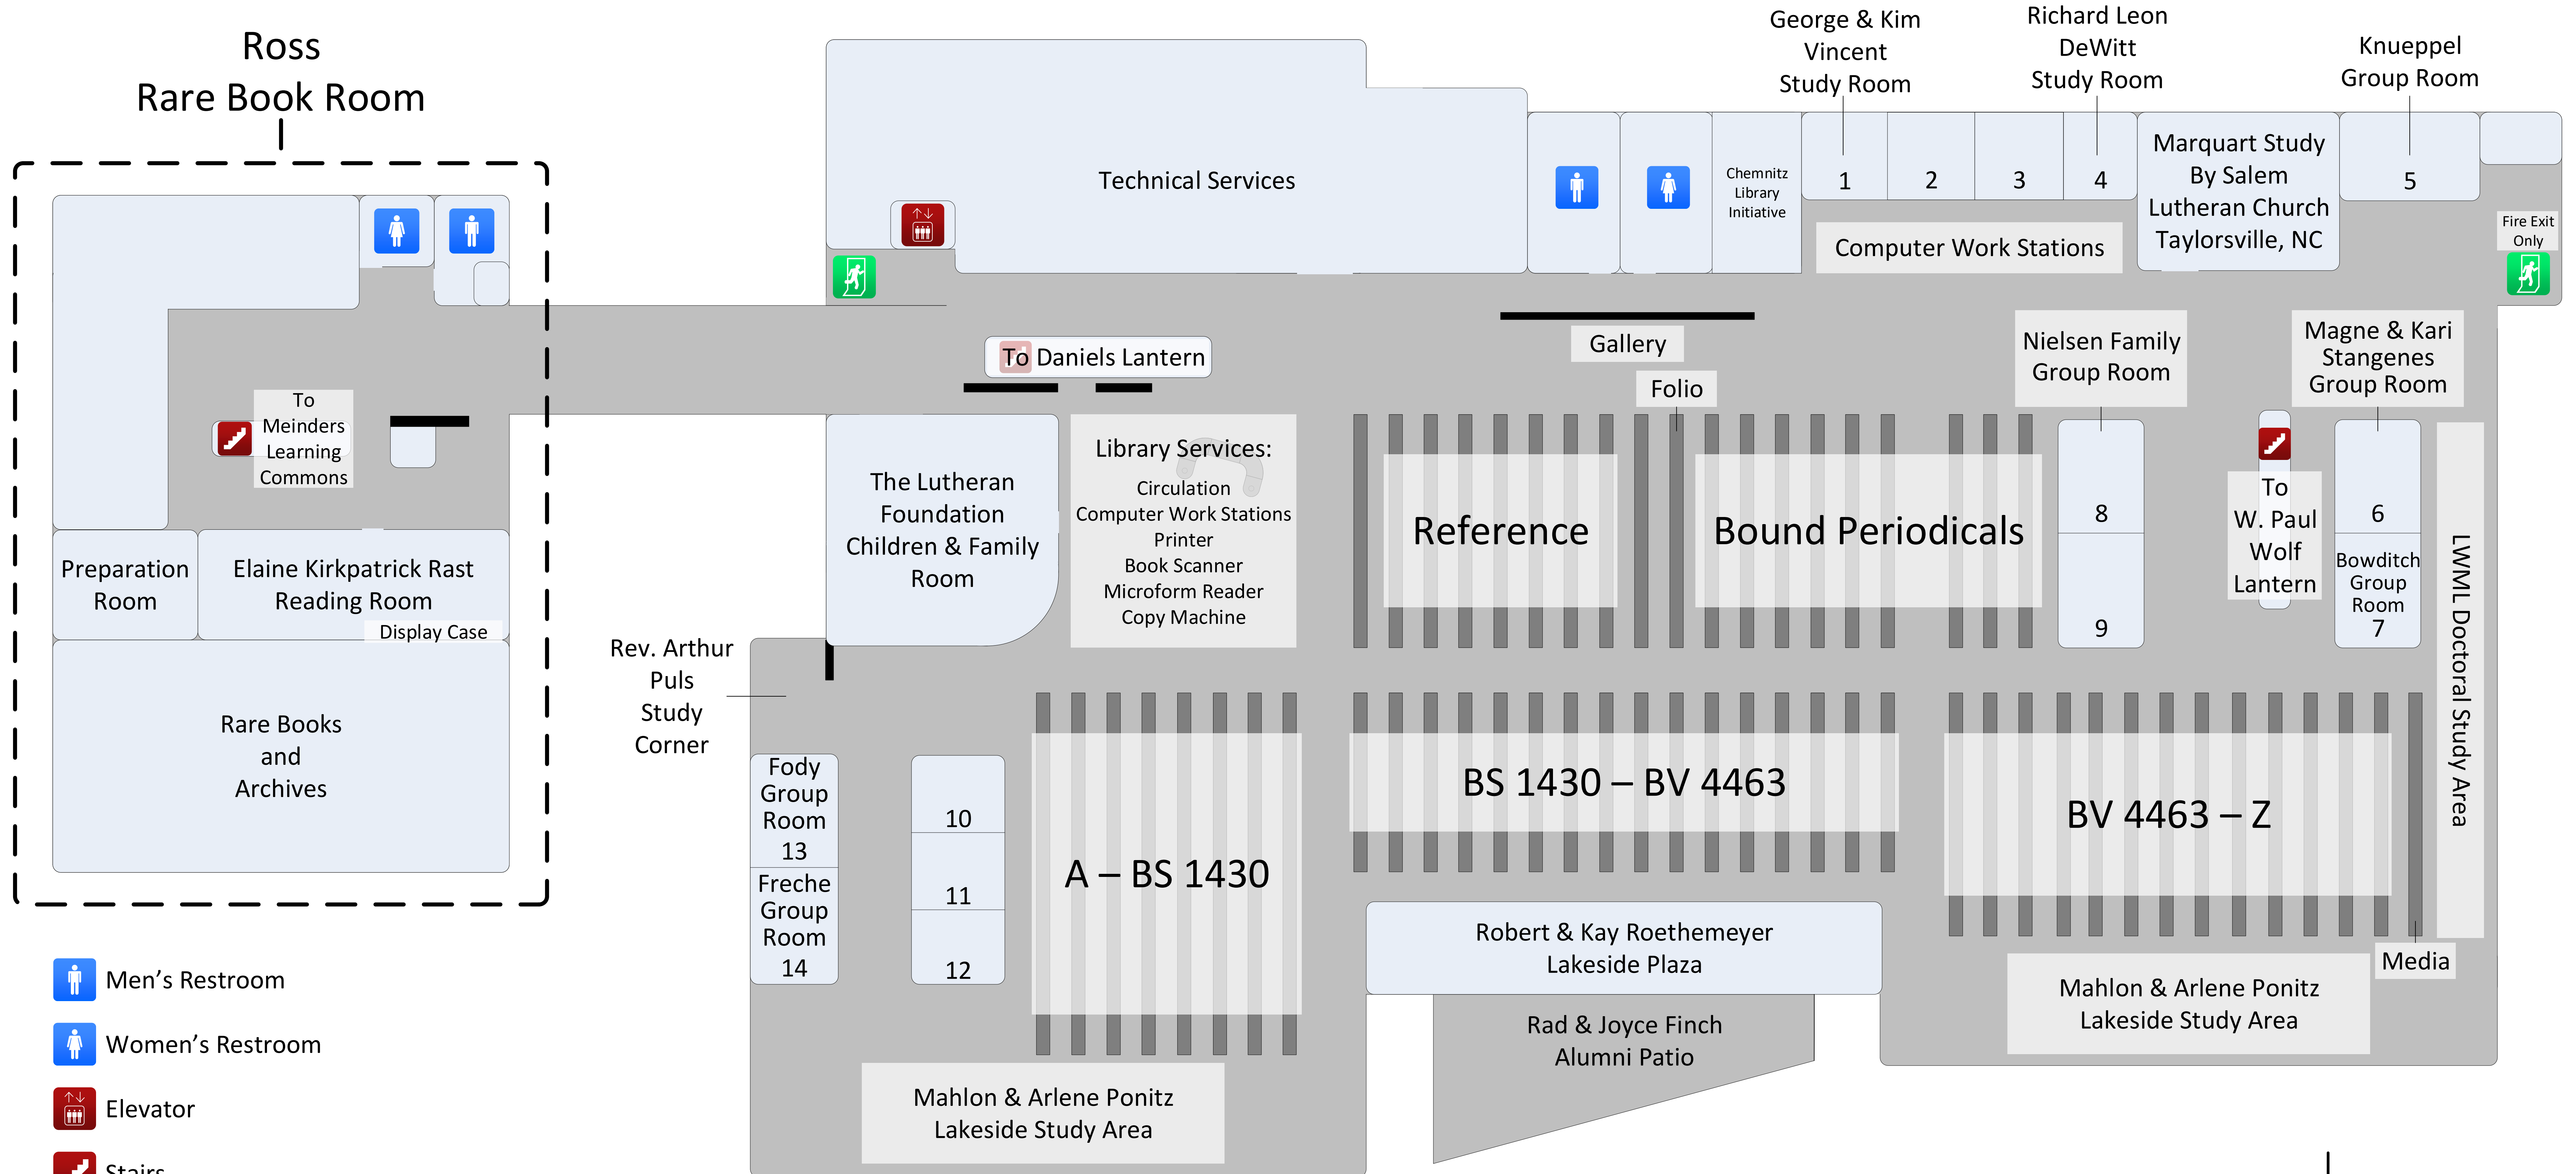 Ross
Rare Book Room
George & Kim
Vincent
Study Room
Richard Leon
DeWitt
Study Room
Knueppel
Group Room
Technical Services
Chemnitz
Library
Initiative
1
2
3
4
Marquart Study
By Salem
Lutheran Church
Taylorsville, NC
5
Computer Work Stations
Fire Exit
Only
To Daniels Lantern
Gallery
Folio
Nielsen Family
Group Room
Magne & Kari
Stangenes
Group Room
To
Meinders
Learning
Commons
The Lutheran
Foundation
Children & Family
Room
Library Services:
Circulation
Computer Work Stations
Printer
Book Scanner
Microform Reader
Copy Machine
Reference
Bound Periodicals
8
9
To
W. Paul
Wolf
Lantern
6
Bowditch
Group
Room
7
LWML Doctoral Study Area
Preparation
Room
Elaine Kirkpatrick Rast
Reading Room
Display Case
Rare Books
and
Archives
Rev. Arthur
Puls
Study
Corner
Fody
Group
Room
13
Freche
Group
Room
14
10
11
12
A – BS 1430
BS 1430 – BV 4463
BV 4463 – Z
Robert & Kay Roethemeyer
Lakeside Plaza
Rad & Joyce Finch
Alumni Patio
Media
Mahlon & Arlene Ponitz
Lakeside Study Area
Mahlon & Arlene Ponitz
Lakeside Study Area
Men’s Restroom
Women’s Restroom
Elevator
Stairs